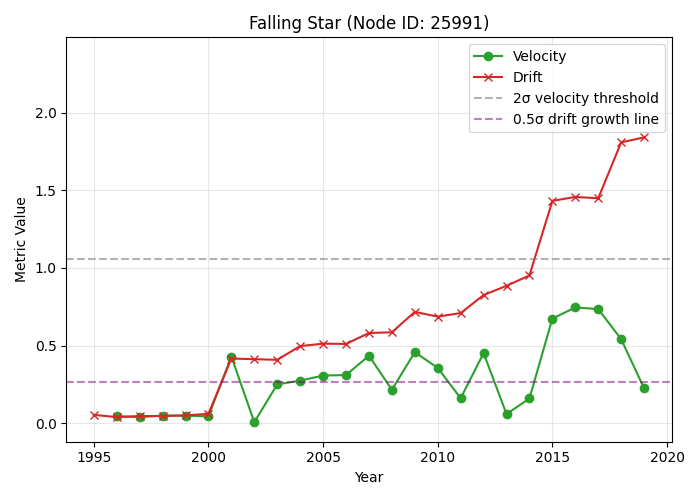 Falling Star (Node ID: 25991)
Velocity
Drift
2σ velocity threshold
0.5σ drift growth line
Metric Value
2.0
1.5
1.0
0.5
0.0
1995 2000 2005 2010 2015 2020
Year